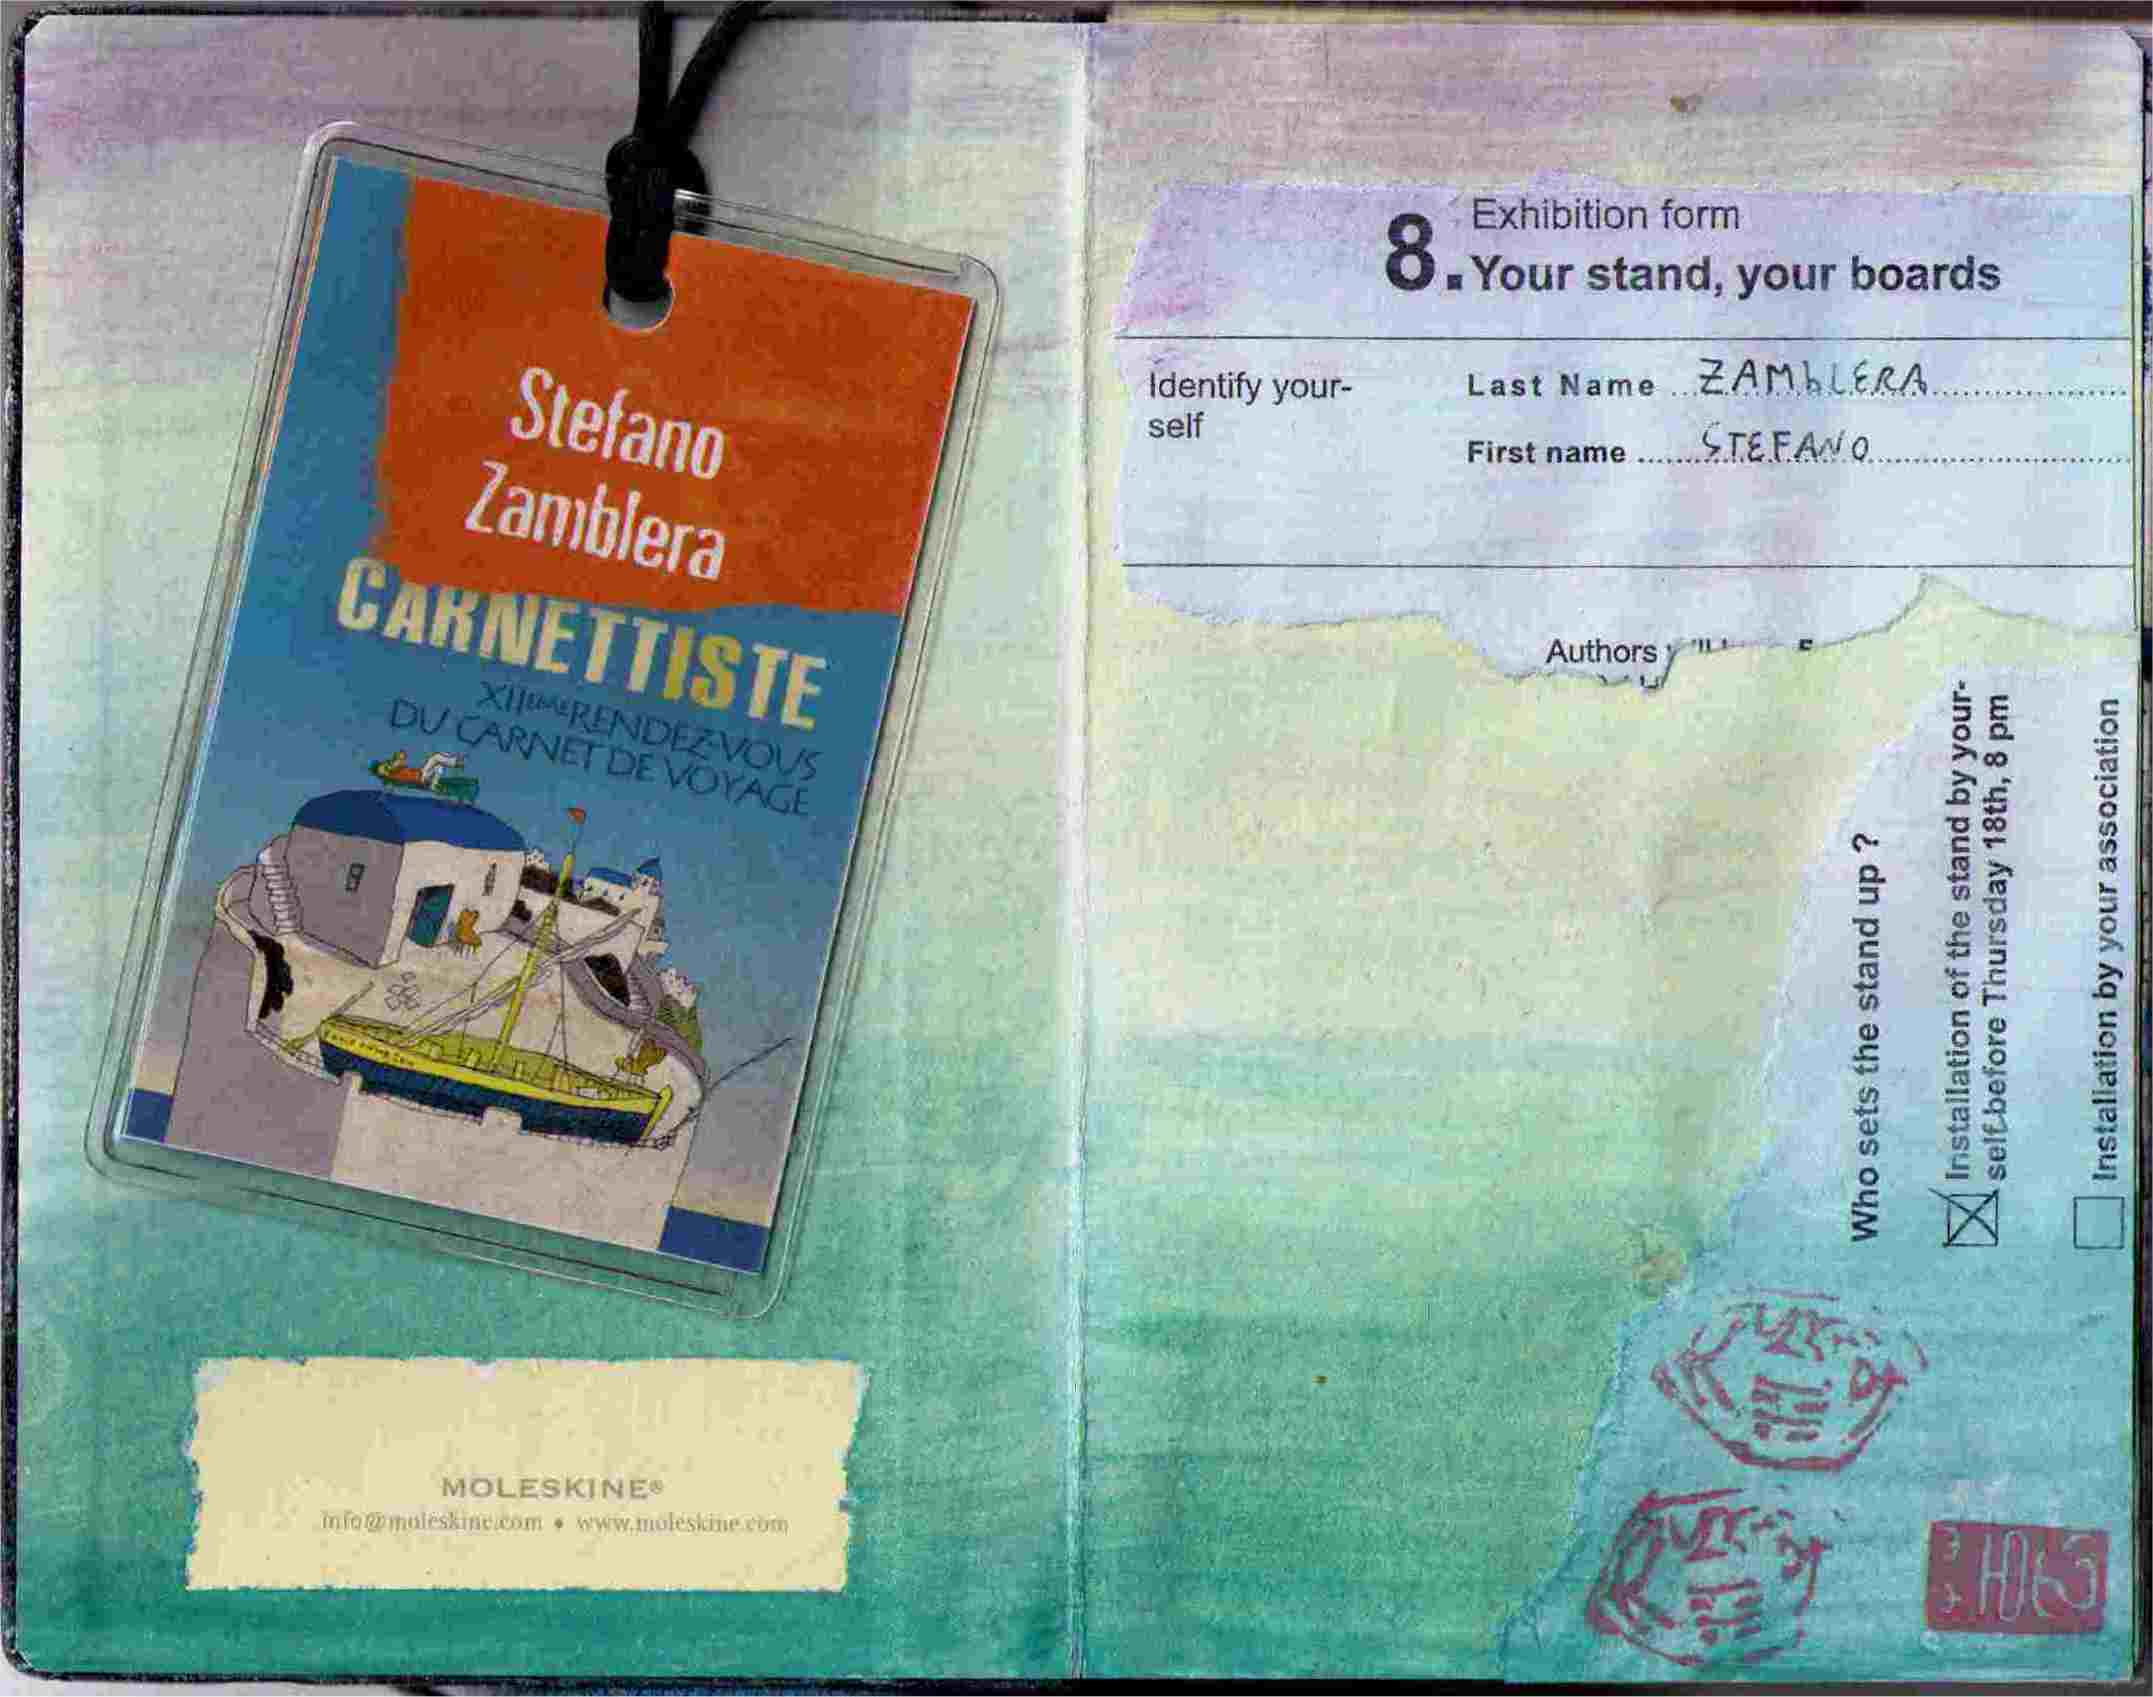 Stefano
Zamblera
CARNETTISTE
XIIEME RENDEZ-VOUS
DU CARNET DE VOYAGE
MOLESKINE®
info@moleskine.com • www.moleskine.com
8. Exhibition form
Your stand, your boards
Identify your-
self
Last Name ZAMbLERA
First name STEFANO
Authors
Who sets the stand up ?
Installation of the stand by your-
self before Thursday 18th, 8 pm
Installation by your association